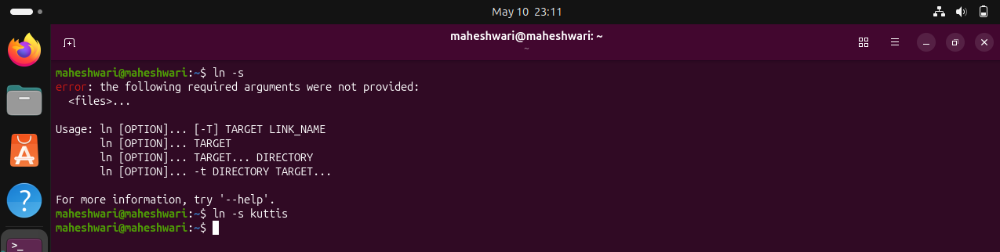 May 10 23:11
maheshwari@maheshwari: ~
~
maheshwari@maheshwari:~$ ln -s
error: the following required arguments were not provided:
  <files>...
Usage: ln [OPTION]... [-T] TARGET LINK_NAME
       ln [OPTION]... TARGET
       ln [OPTION]... TARGET... DIRECTORY
       ln [OPTION]... -t DIRECTORY TARGET...
For more information, try '--help'.
maheshwari@maheshwari:~$ ln -s kuttis
maheshwari@maheshwari:~$